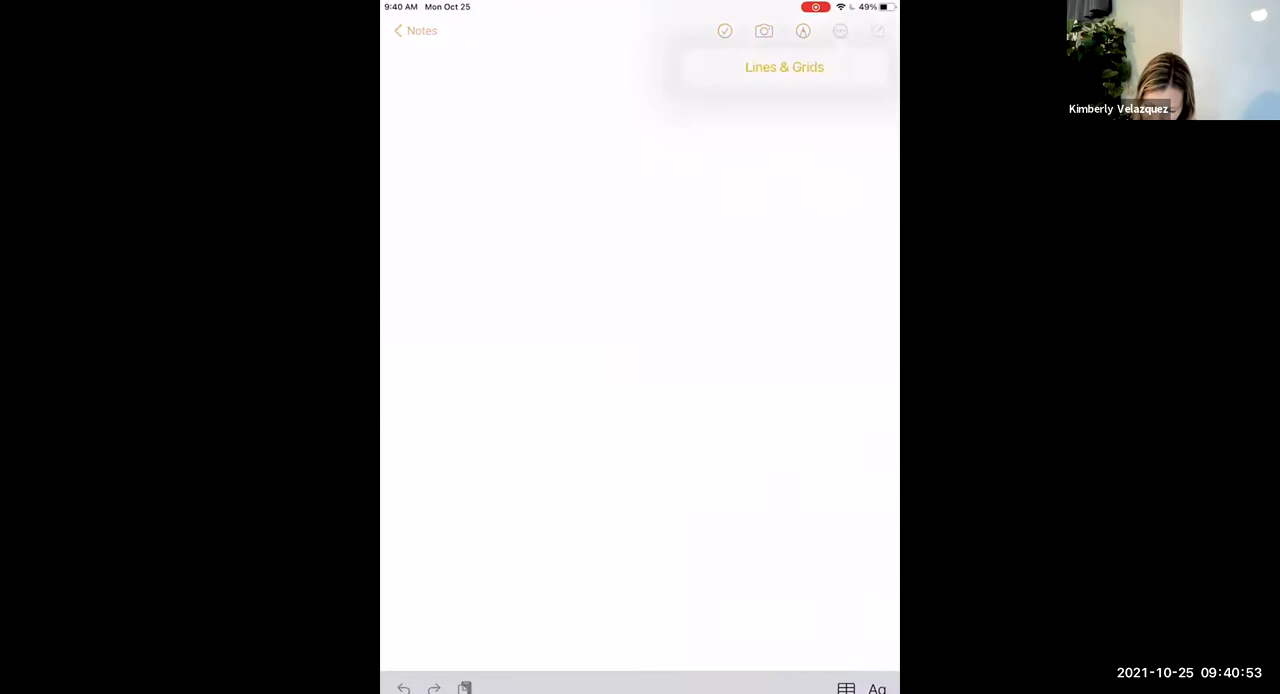 9:40 AM Mon Oct 25
49%
Notes
Lines & Grids
Kimberly Velazquez
Aa
2021-10-25 09:40:53